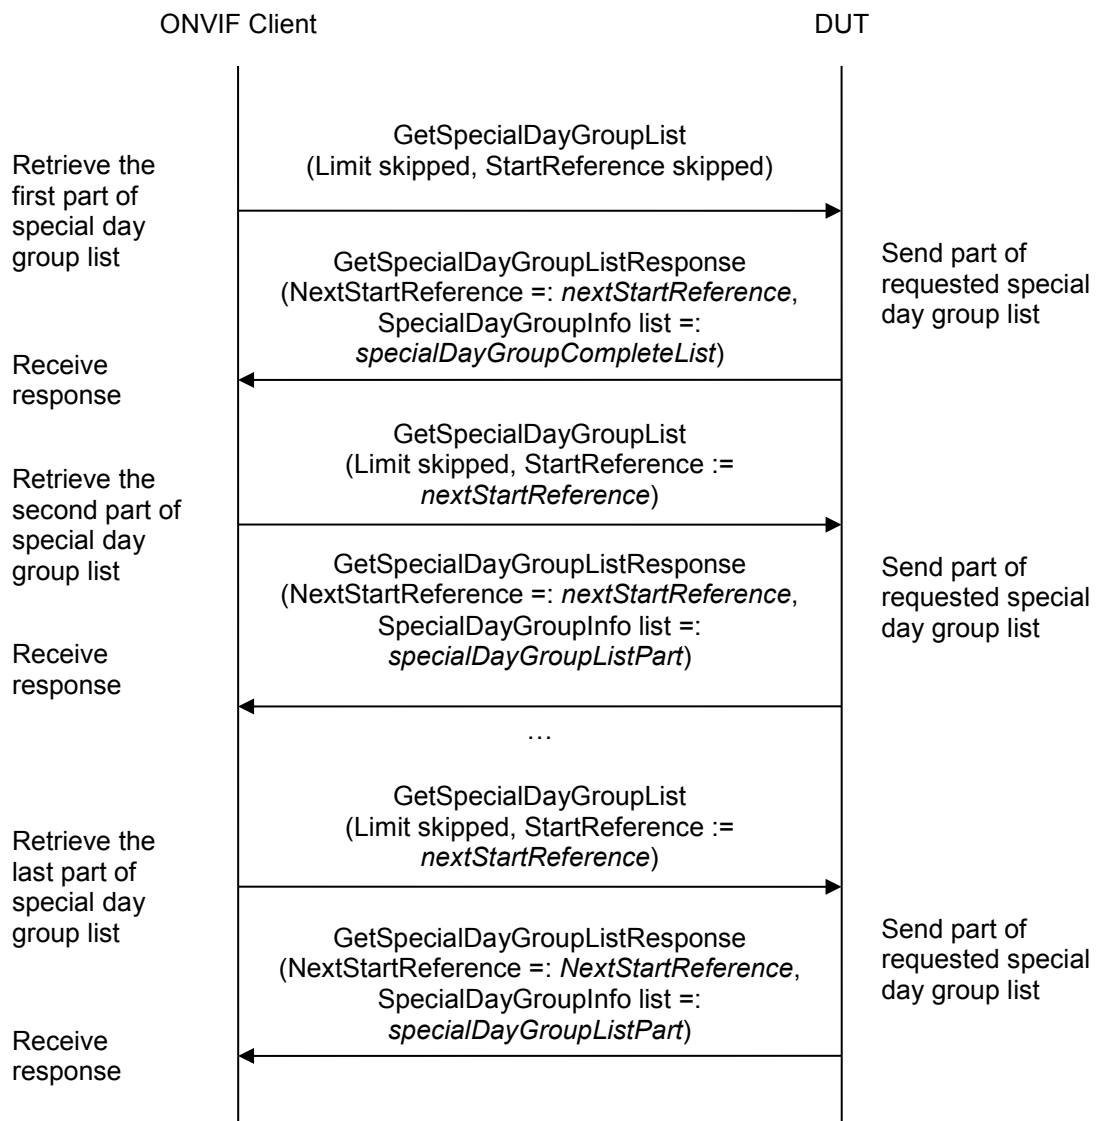 ONVIF Client
DUT
GetSpecialDayGroupList
(Limit skipped, StartReference skipped)
Retrieve the
first part of
special day
group list
GetSpecialDayGroupListResponse
(NextStartReference =: nextStartReference,
SpecialDayGroupInfo list =:
specialDayGroupCompleteList)
Send part of
requested special
day group list
Receive
response
GetSpecialDayGroupList
(Limit skipped, StartReference :=
nextStartReference)
Retrieve the
second part of
special day
group list
GetSpecialDayGroupListResponse
(NextStartReference =: nextStartReference,
SpecialDayGroupInfo list =:
specialDayGroupListPart)
Send part of
requested special
day group list
Receive
response
…
GetSpecialDayGroupList
(Limit skipped, StartReference :=
nextStartReference)
Retrieve the
last part of
special day
group list
GetSpecialDayGroupListResponse
(NextStartReference =: NextStartReference,
SpecialDayGroupInfo list =:
specialDayGroupListPart)
Send part of
requested special
day group list
Receive
response